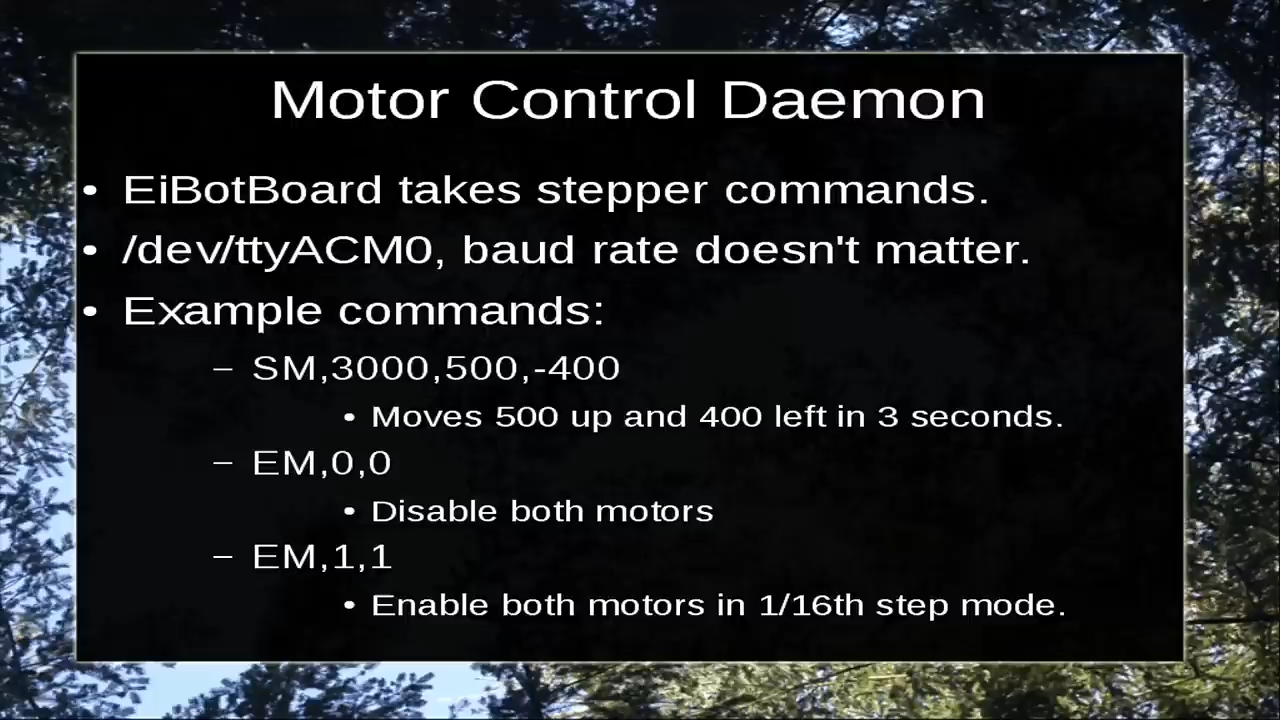 Motor Control Daemon
• EiBotBoard takes stepper commands.
• /dev/ttyACM0, baud rate doesn't matter.
• Example commands:
– SM,3000,500,-400
• Moves 500 up and 400 left in 3 seconds.
– EM,0,0
• Disable both motors
– EM,1,1
• Enable both motors in 1/16th step mode.